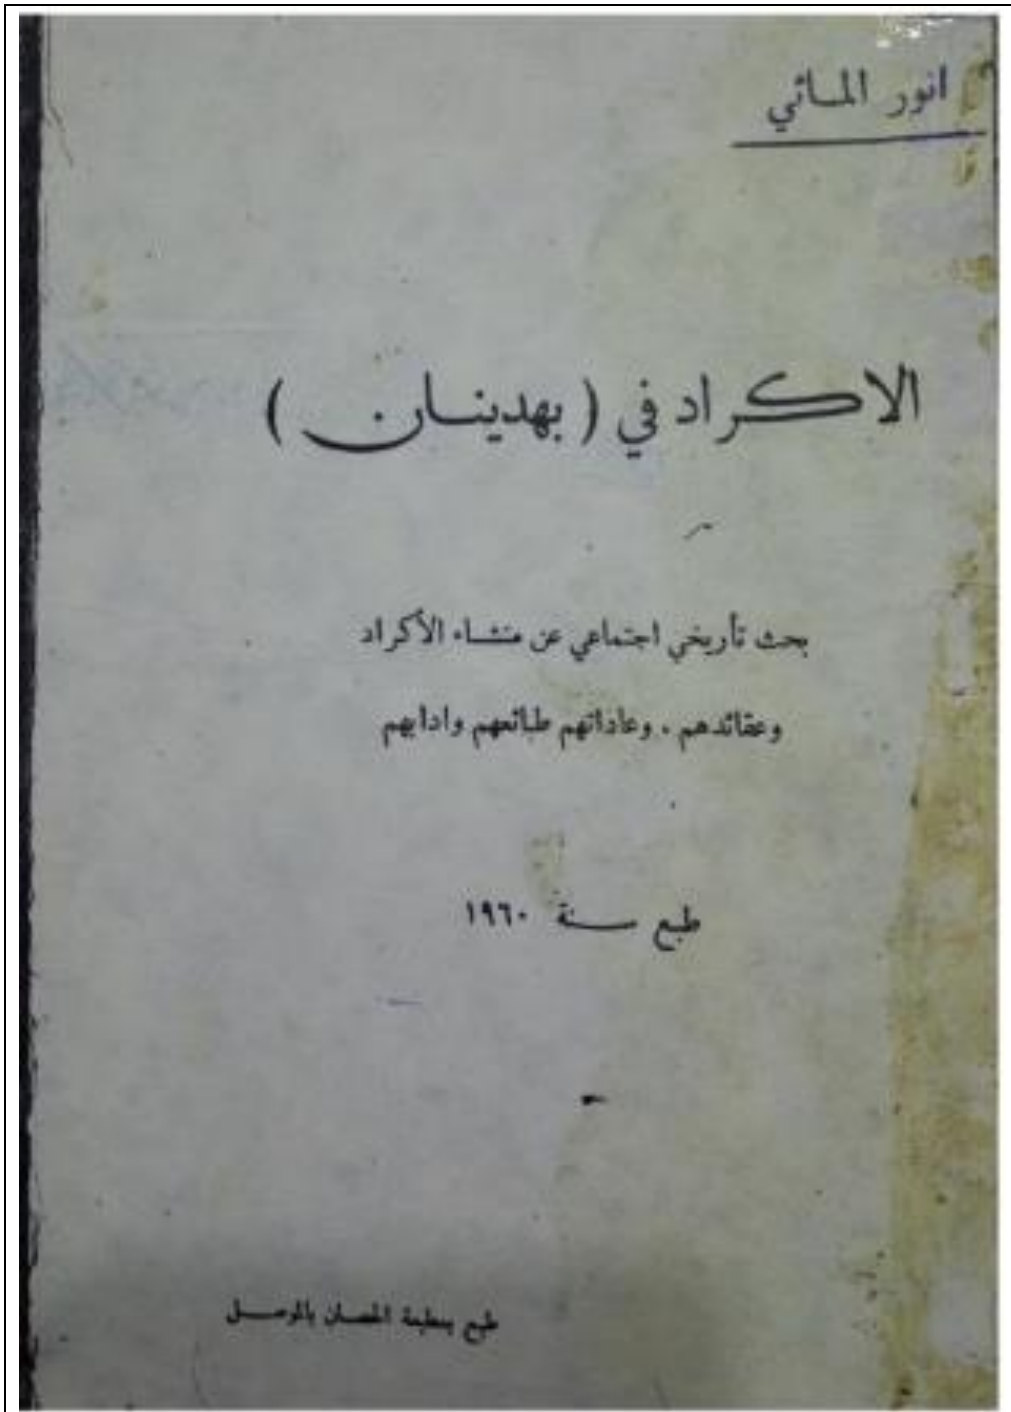 انور المائي
الاكراد في ( بهدينان )
بحث تأريخي اجتماعي عن منشاء الأكراد
وعقائدهم . وعاداتهم طبائعهم وادابهم
طبع سنة ١٩٦٠
طبع بمطبعة الحصان بالموصل